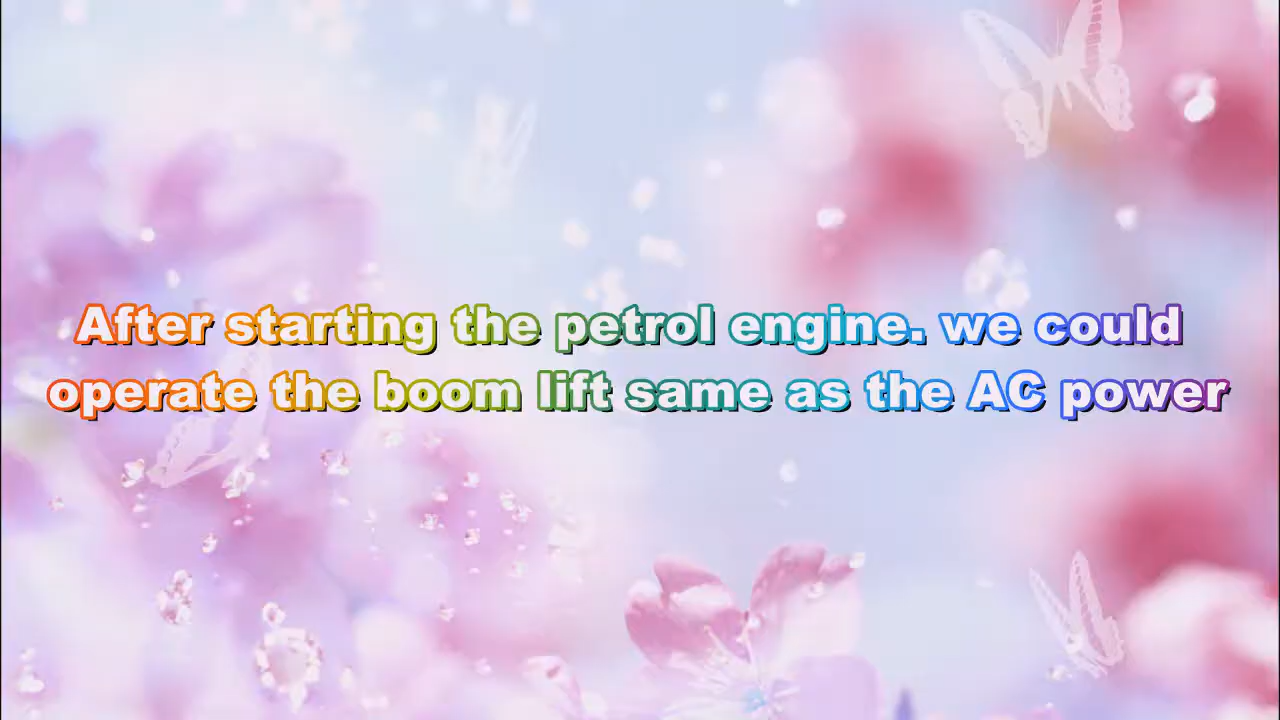 After starting the petrol engine. we could
operate the boom lift same as the AC power